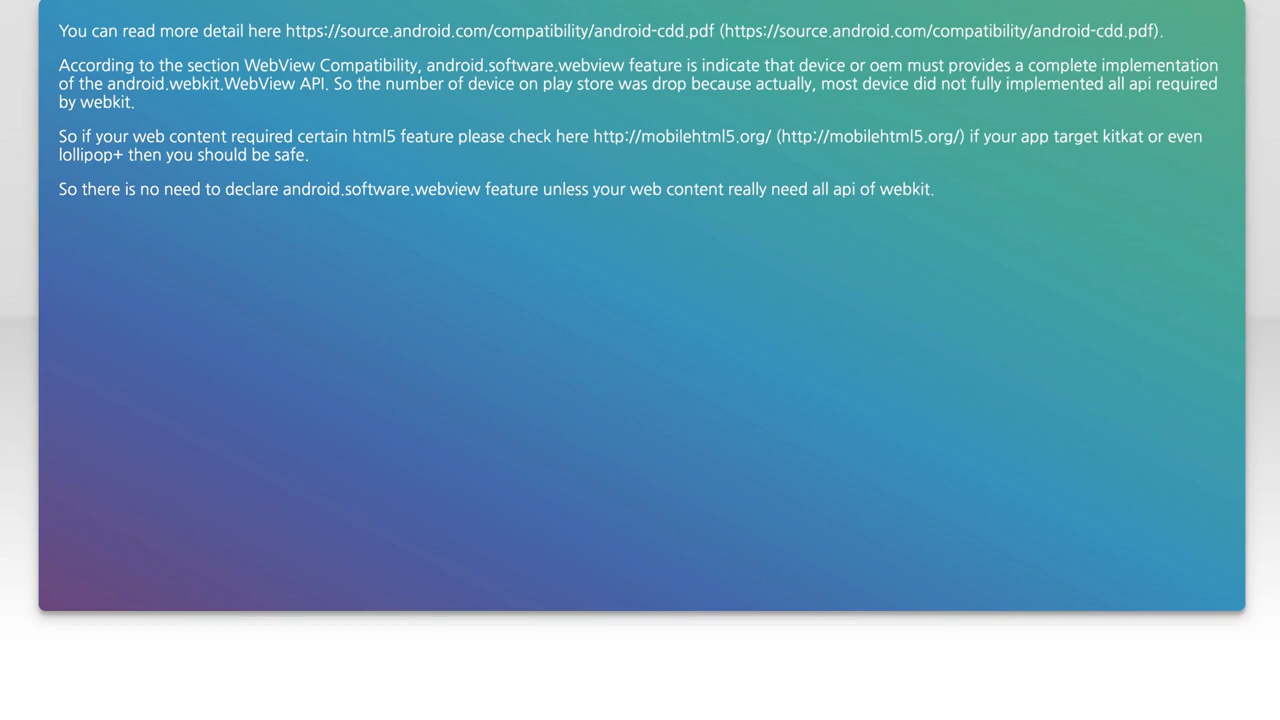 You can read more detail here https://source.android.com/compatibility/android-cdd.pdf (https://source.android.com/compatibility/android-cdd.pdf).
According to the section WebView Compatibility, android.software.webview feature is indicate that device or oem must provides a complete implementation
of the android.webkit.WebView API. So the number of device on play store was drop because actually, most device did not fully implemented all api required
by webkit.
So if your web content required certain html5 feature please check here http://mobilehtml5.org/ (http://mobilehtml5.org/) if your app target kitkat or even
lollipop+ then you should be safe.
So there is no need to declare android.software.webview feature unless your web content really need all api of webkit.